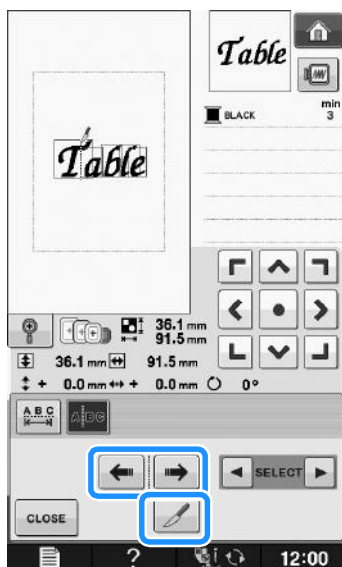 Table
Table
BLACK
min
3
36.1 mm
91.5 mm
36.1 mm
91.5 mm
+ 0.0 mm
+ 0.0 mm
0°
A B C
A B C
SELECT
CLOSE
?
12:00